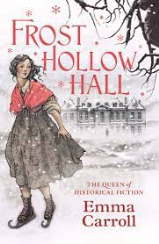 FROST
HOLLOW
HALL
THE QUEEN of
HISTORICAL FICTION
Emma
Carroll